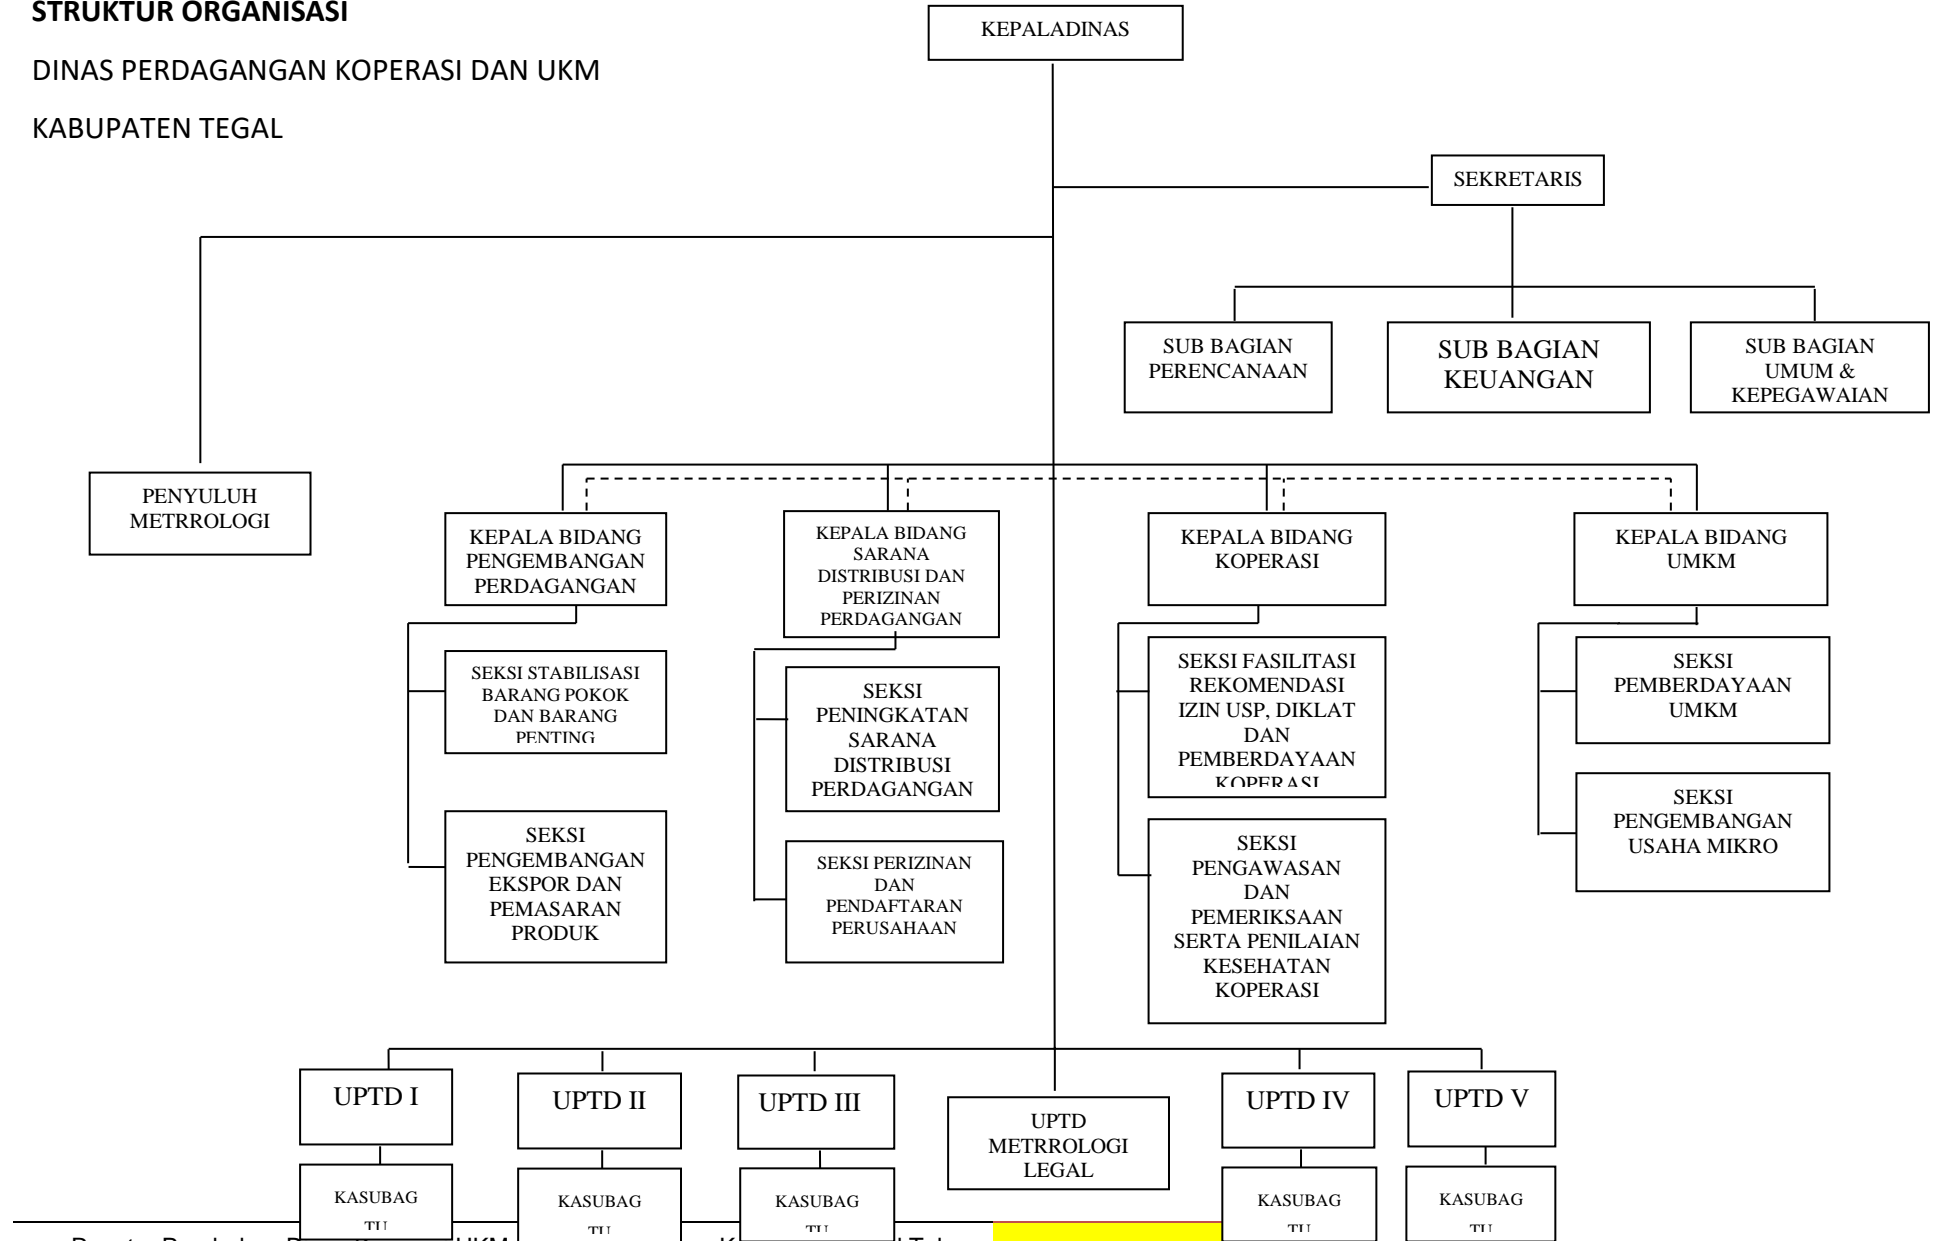 STRUKTUR ORGANISASI
DINAS PERDAGANGAN KOPERASI DAN UKM
KABUPATEN TEGAL
KEPALADINAS
SEKRETARIS
SUB BAGIAN
PERENCANAAN
SUB BAGIAN
KEUANGAN
SUB BAGIAN
UMUM &
KEPEGAWAIAN
PENYULUH
METRROLOGI
KEPALA BIDANG
PENGEMBANGAN
PERDAGANGAN
KEPALA BIDANG
SARANA
DISTRIBUSI DAN
PERIZINAN
PERDAGANGAN
KEPALA BIDANG
KOPERASI
KEPALA BIDANG
UMKM
SEKSI STABILISASI
BARANG POKOK
DAN BARANG
PENTING
SEKSI
PENINGKATAN
SARANA
DISTRIBUSI
PERDAGANGAN
SEKSI FASILITASI
REKOMENDASI
IZIN USP, DIKLAT
DAN
PEMBERDAYAAN
KOPERASI
SEKSI
PEMBERDAYAAN
UMKM
SEKSI
PENGEMBANGAN
EKSPOR DAN
PEMASARAN
PRODUK
SEKSI PERIZINAN
DAN
PENDAFTARAN
PERUSAHAAN
SEKSI
PENGAWASAN
DAN
PEMERIKSAAN
SERTA PENILAIAN
KESEHATAN
KOPERASI
SEKSI
PENGEMBANGAN
USAHA MIKRO
UPTD I
UPTD II
UPTD III
UPTD
METRROLOGI
LEGAL
UPTD IV
UPTD V
KASUBAG
TU
KASUBAG
TU
KASUBAG
TU
KASUBAG
TU
KASUBAG
TU